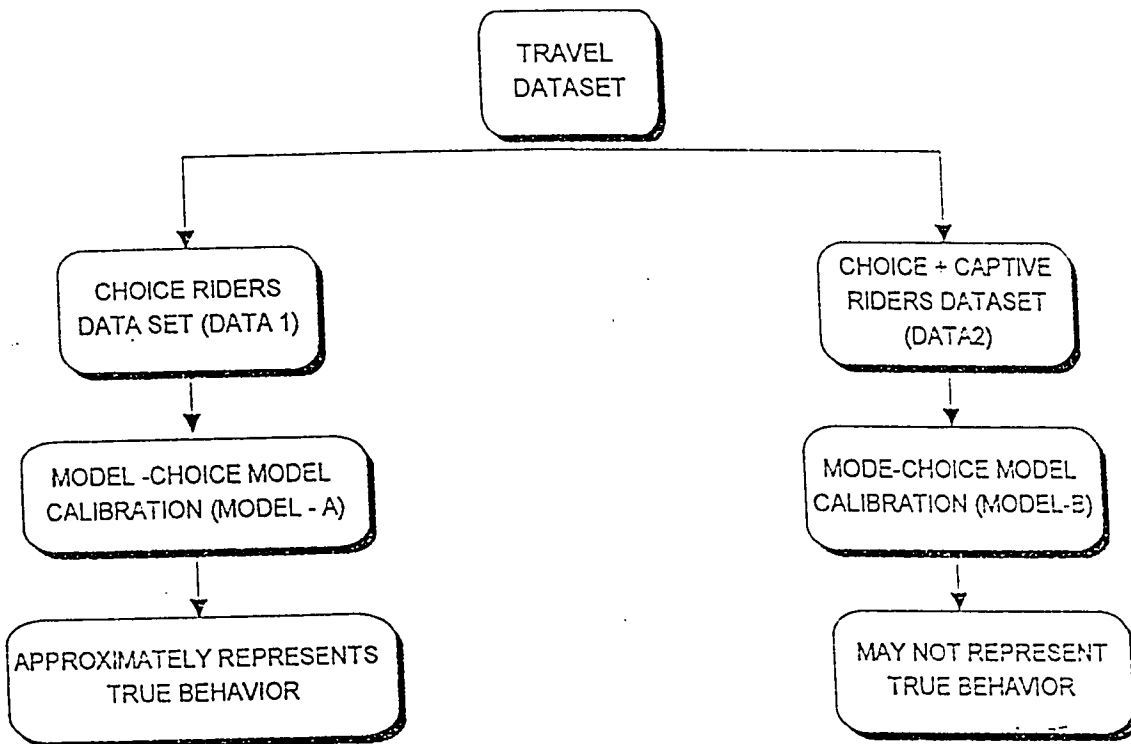 TRAVEL
DATASET
CHOICE RIDERS
DATA SET (DATA 1)
CHOICE + CAPTIVE
RIDERS DATASET
(DATA2)
MODEL -CHOICE MODEL
CALIBRATION (MODEL - A)
MODE-CHOICE MODEL
CALIBRATION (MODEL-B)
APPROXIMATELY REPRESENTS
TRUE BEHAVIOR
MAY NOT REPRESENT
TRUE BEHAVIOR